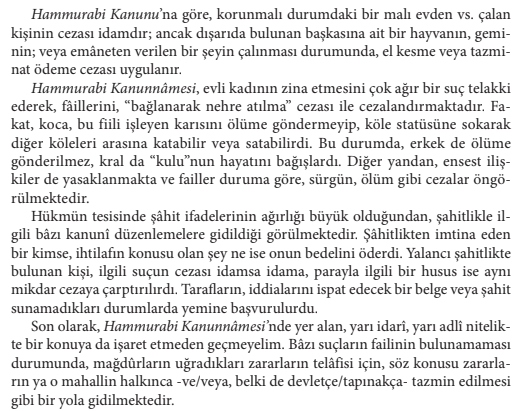 Hammurabi Kanunu’na göre, korunmalı durumdaki bir malı evden vs. çalan
kişinin cezası idamdır; ancak dışarıda bulunan başkasına ait bir hayvanın, gemi-
nin; veya emâneten verilen bir şeyin çalınması durumunda, el kesme veya tazmi-
nat ödeme cezası uygulanır.
Hammurabi Kanunnâmesi, evli kadının zina etmesini çok ağır bir suç telakki
ederek, fâillerini, “bağlanarak nehre atılma” cezası ile cezalandırmaktadır. Fa-
kat, koca, bu fiili işleyen karısını ölüme göndermeyip, köle statüsüne sokarak
diğer köleleri arasına katabilir veya satabilirdi. Bu durumda, erkek de ölüme
gönderilmez, kral da “kulu”nun hayatını bağışlardı. Diğer yandan, ensest iliş-
kiler de yasaklanmakta ve failler duruma göre, sürgün, ölüm gibi cezalar öngö-
rülmektedir.
Hükmün tesisinde şâhit ifadelerinin ağırlığı büyük olduğundan, şahitlikle il-
gili bâzı kanunî düzenlemelere gidildiği görülmektedir. Şâhitlikten imtina eden
bir kimse, ihtilafın konusu olan şey ne ise onun bedelini öderdi. Yalancı şahitlikte
bulunan kişi, ilgili suçun cezası idamsa idama, parayla ilgili bir husus ise aynı
mikdar cezaya çarptırılırdı. Tarafların, iddialarını ispat edecek bir belge veya şahit
sunamadıkları durumlarda yemine başvurulurdu.
Son olarak, Hammurabi Kanunnâmesi’nde yer alan, yarı idarî, yarı adlî nitelik-
te bir konuya da işaret etmeden geçmeyelim. Bâzı suçların failinin bulunamaması
durumunda, mağdûrların uğradıkları zararların telâfisi için, söz konusu zararla-
rın ya o mahallin halkınca -ve/veya, belki de devletçe/tapınakça- tazmin edilmesi
gibi bir yola gidilmektedir.